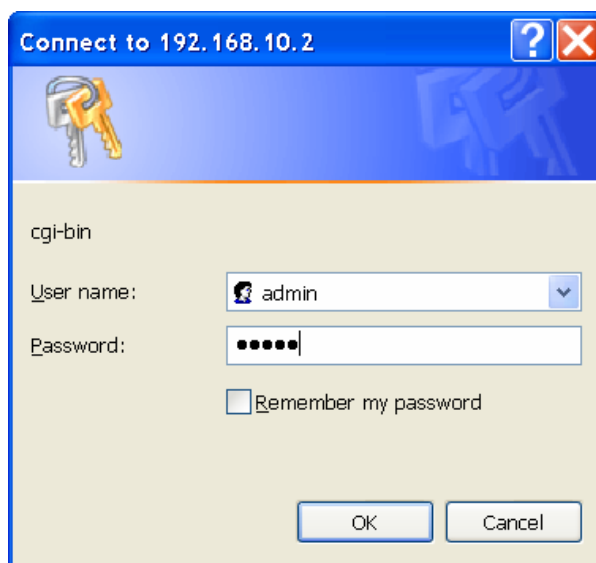 Connect to 192.168.10.2
cgi-bin
User name: admin
Password: •••••
Remember my password
OK Cancel